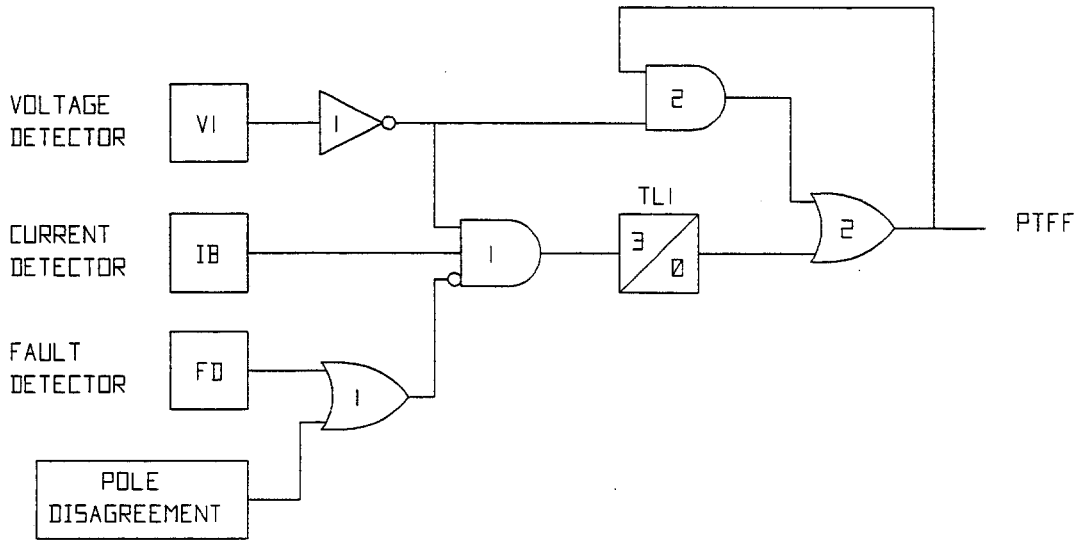 VOLTAGE
DETECTOR
V1
1
2
CURRENT
DETECTOR
IB
1
TL1
3
0
2
PTFF
FAULT
DETECTOR
FD
1
POLE
DISAGREEMENT